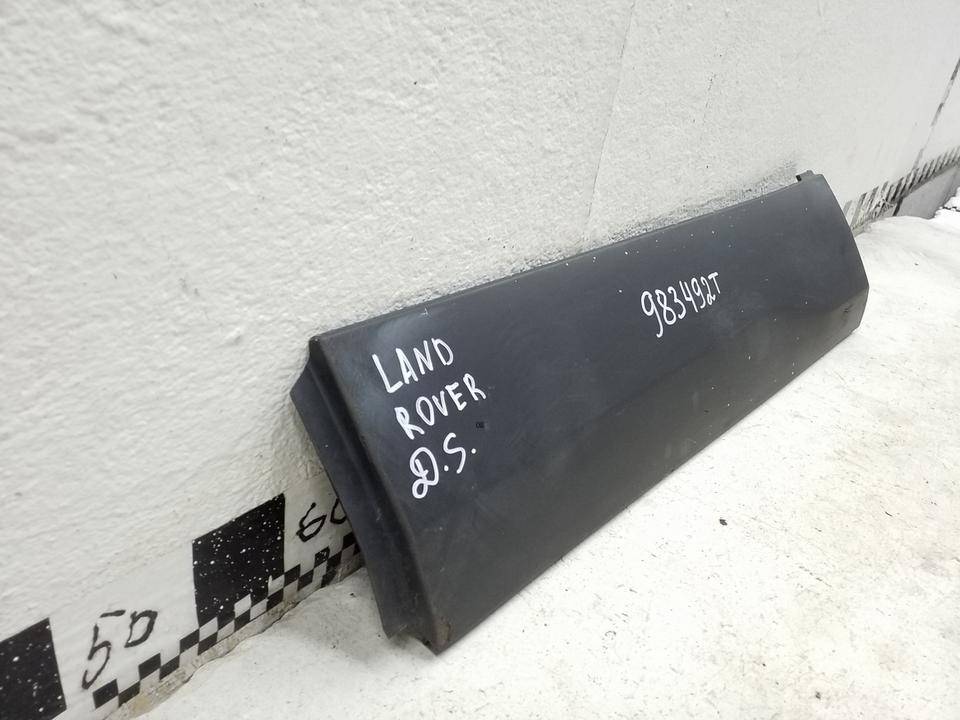 LAND
ROVER
D.S.
983492T
50
60